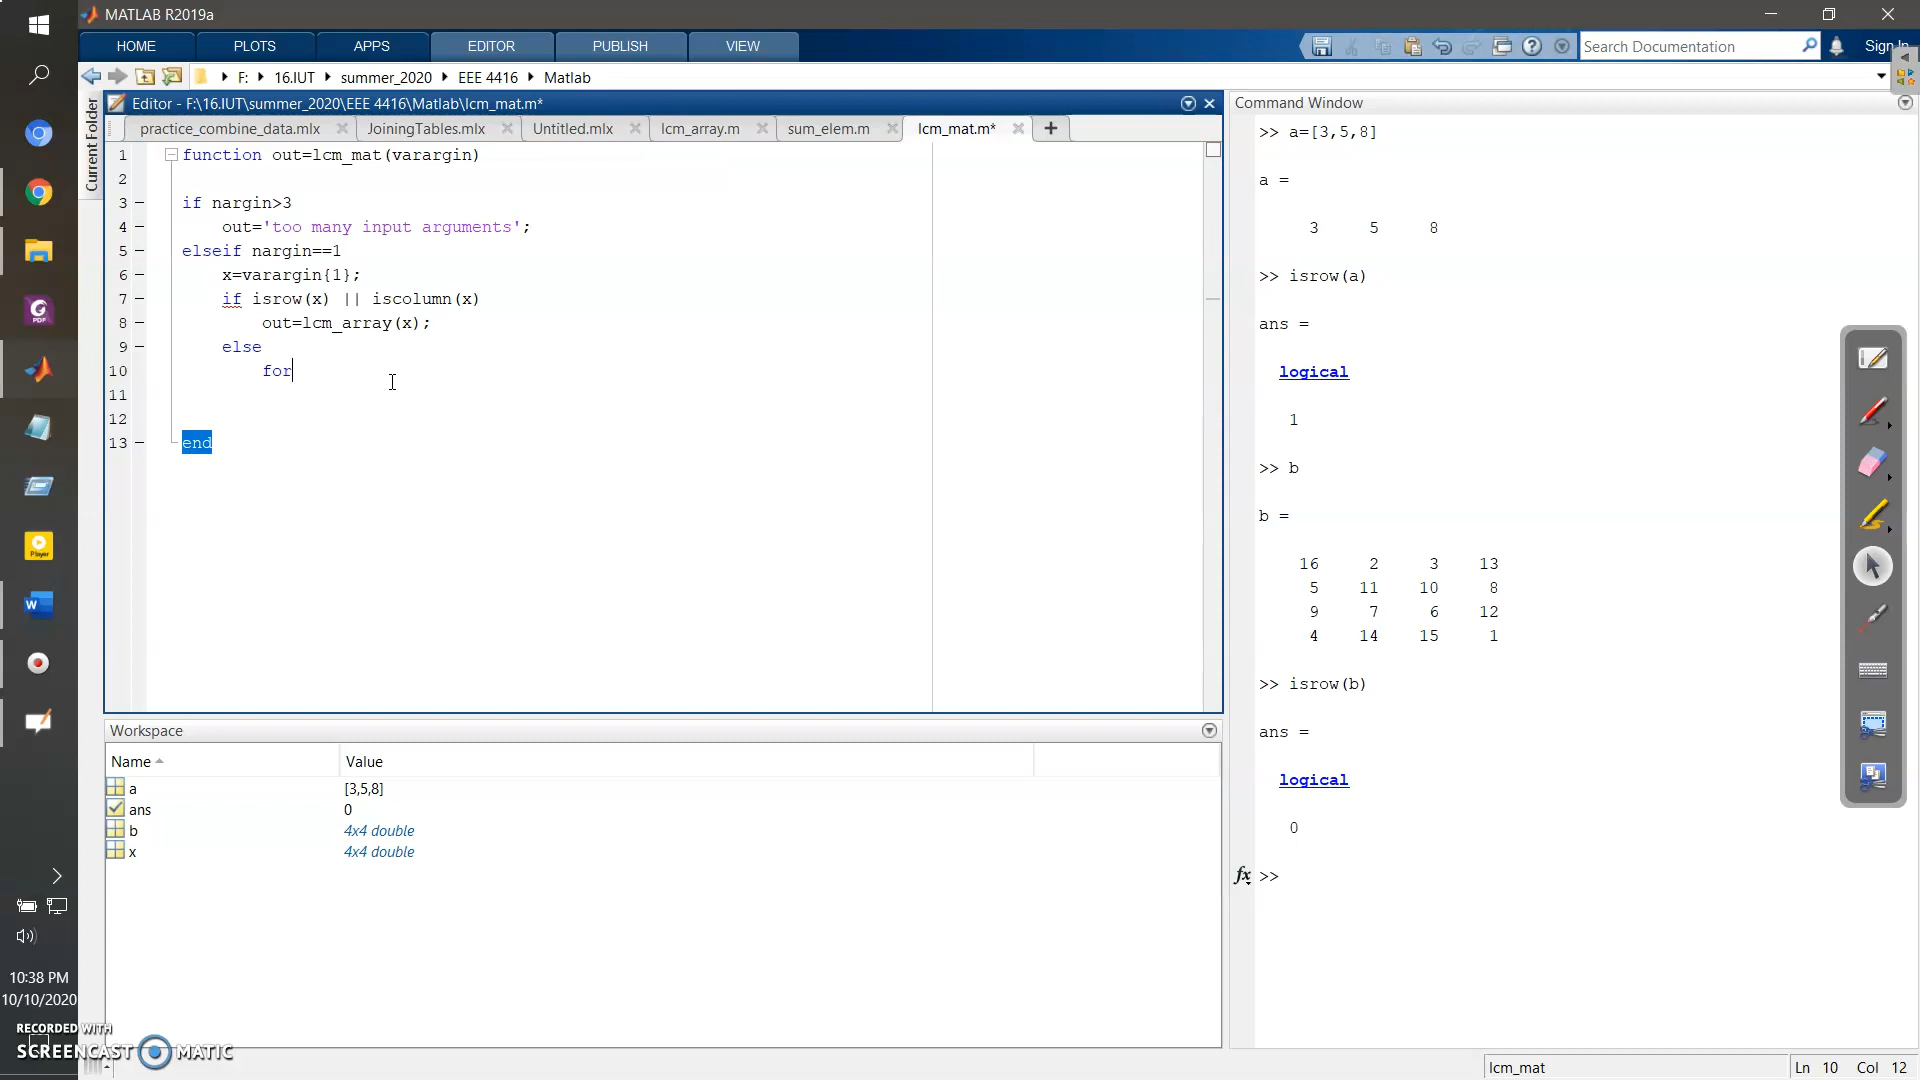 MATLAB R2019a
HOME PLOTS APPS EDITOR PUBLISH VIEW
Search Documentation
Sign In
F: 16.IUT summer_2020 EEE 4416 Matlab
Current Folder
Editor - F:\16.IUT\summer_2020\EEE 4416\Matlab\lcm_mat.m*
practice_combine_data.mlx JoiningTables.mlx Untitled.mlx lcm_array.m sum_elem.m lcm_mat.m*
1 function out=lcm_mat(varargin)
2
3 if nargin>3
4 out='too many input arguments';
5 elseif nargin==1
6 x=varargin{1};
7 if isrow(x) || iscolumn(x)
8 out=lcm_array(x);
9 else
10 for
11
12
13 end
Workspace
Name Value
a [3,5,8]
ans 0
b 4x4 double
x 4x4 double
Command Window
>> a=[3,5,8]
a =
3 5 8
>> isrow(a)
ans =
logical
1
>> b
b =
16 2 3 13
5 11 10 8
9 7 6 12
4 14 15 1
>> isrow(b)
ans =
logical
0
fx >>
10:38 PM
10/10/2020
RECORDED WITH
SCREENCAST MATIC
lcm_mat
Ln 10 Col 12